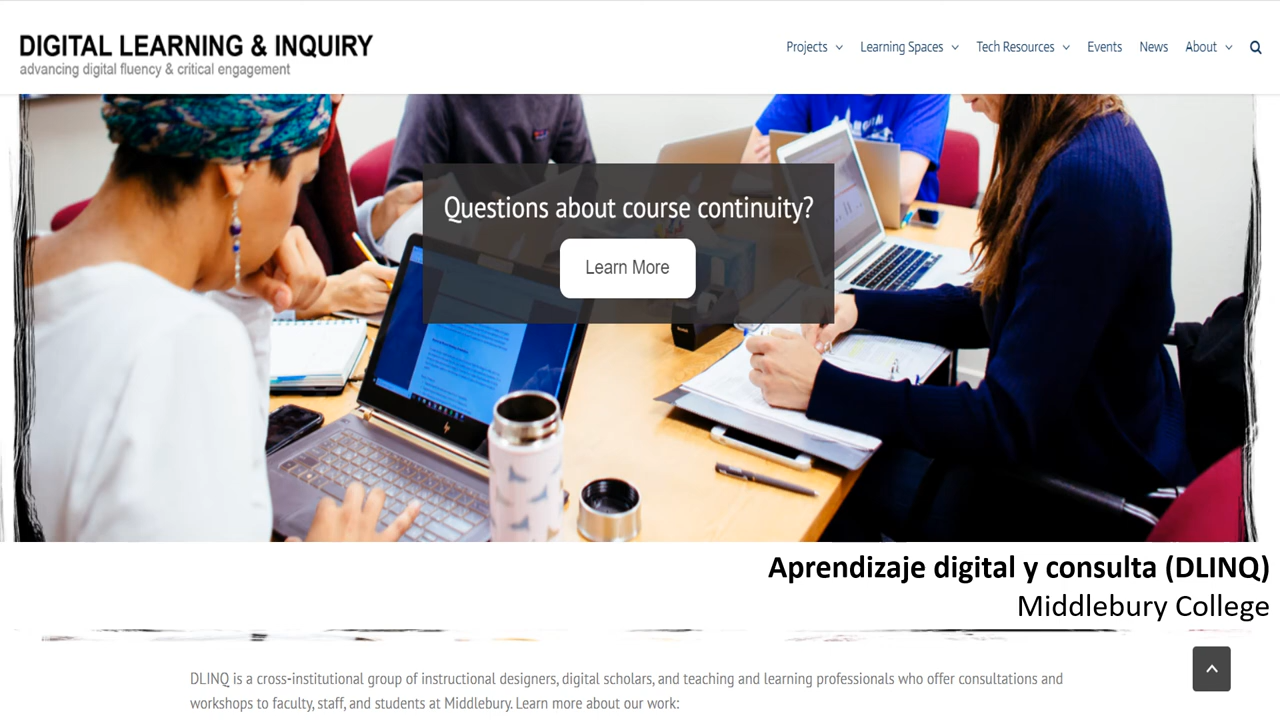 DIGITAL LEARNING & INQUIRY
advancing digital fluency & critical engagement
Projects Learning Spaces Tech Resources Events News About
Questions about course continuity?
Learn More
Aprendizaje digital y consulta (DLINQ)
Middlebury College
DLINQ is a cross-institutional group of instructional designers, digital scholars, and teaching and learning professionals who offer consultations and
workshops to faculty, staff, and students at Middlebury. Learn more about our work: